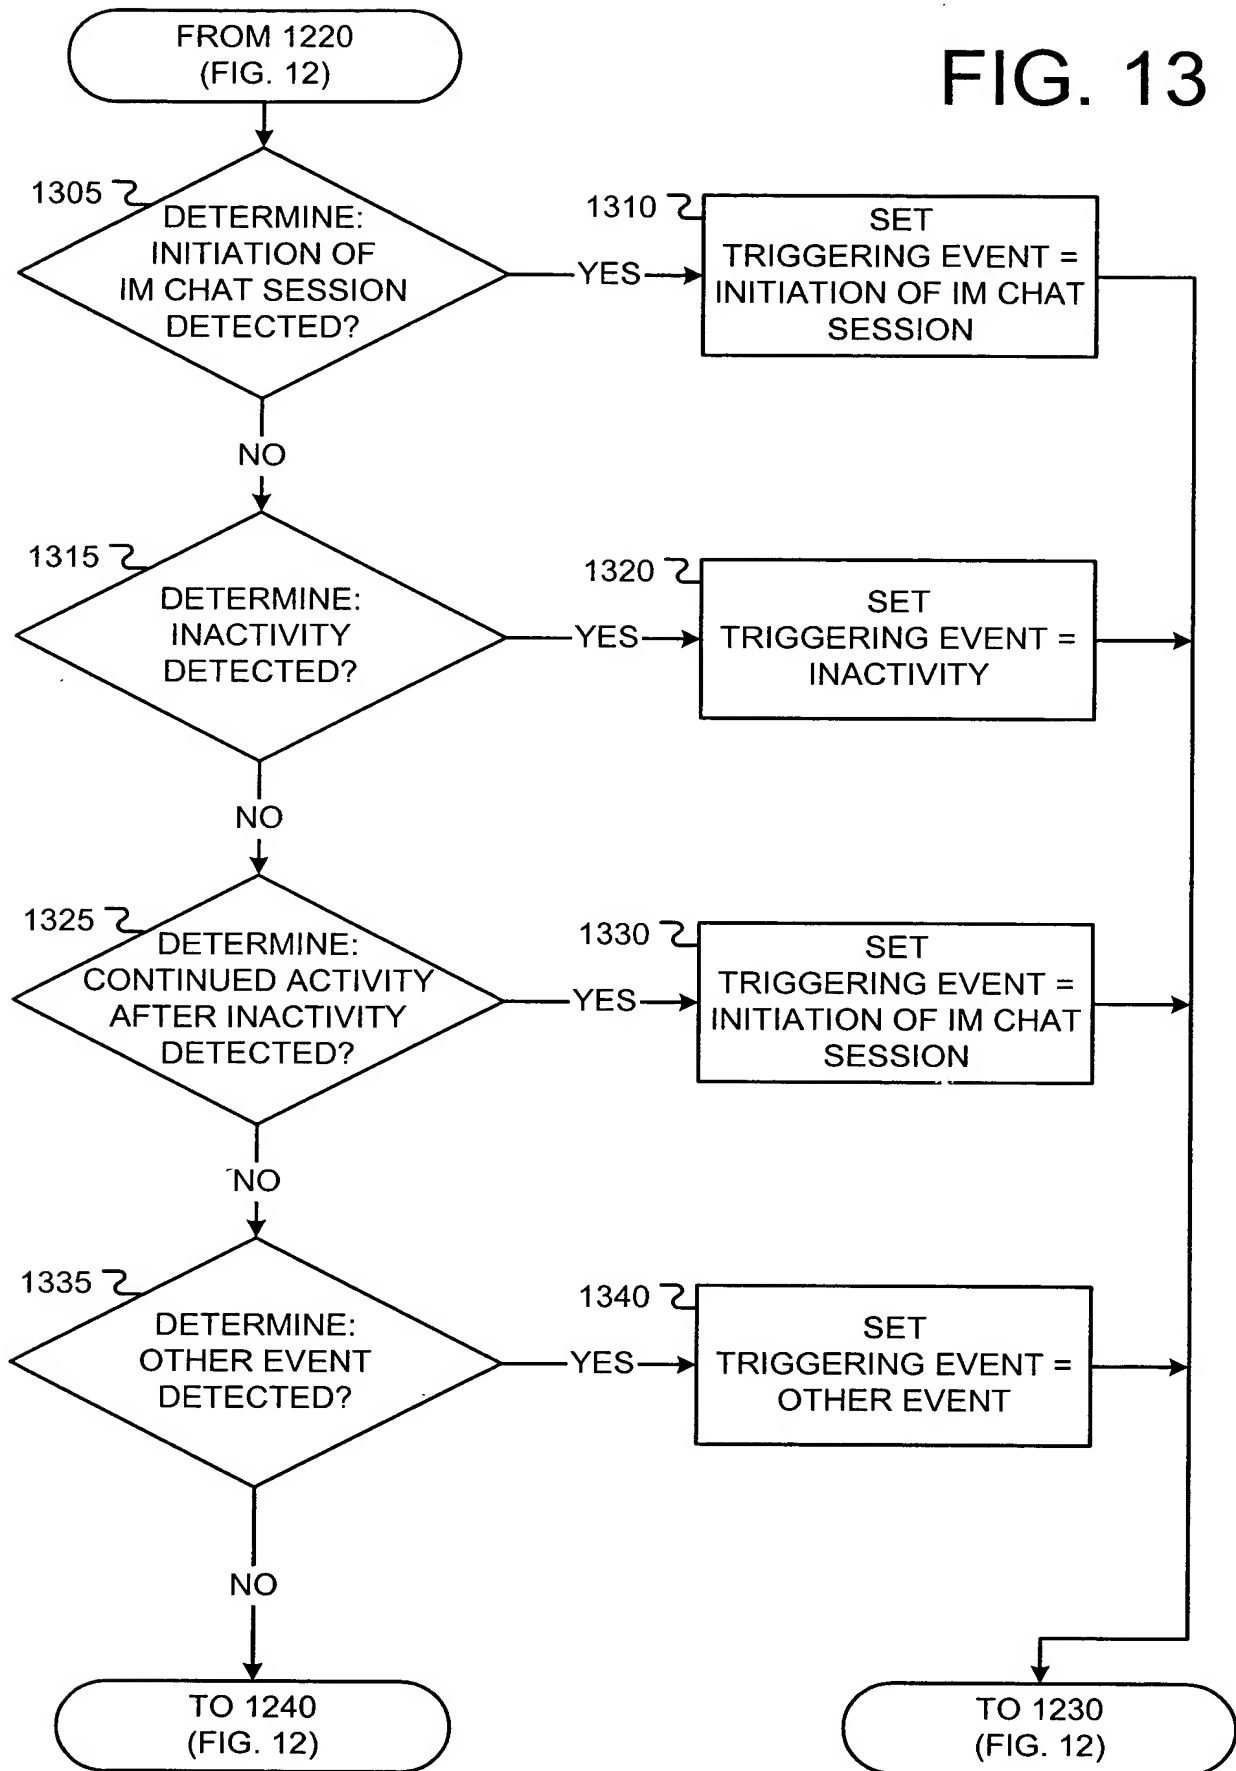 FROM 1220
(FIG. 12)
FIG. 13
1305
DETERMINE:
INITIATION OF
IM CHAT SESSION
DETECTED?
YES
1310
SET
TRIGGERING EVENT =
INITIATION OF IM CHAT
SESSION
NO
1315
DETERMINE:
INACTIVITY
DETECTED?
YES
1320
SET
TRIGGERING EVENT =
INACTIVITY
NO
1325
DETERMINE:
CONTINUED ACTIVITY
AFTER INACTIVITY
DETECTED?
YES
1330
SET
TRIGGERING EVENT =
INITIATION OF IM CHAT
SESSION
NO
1335
DETERMINE:
OTHER EVENT
DETECTED?
YES
1340
SET
TRIGGERING EVENT =
OTHER EVENT
NO
TO 1240
(FIG. 12)
TO 1230
(FIG. 12)